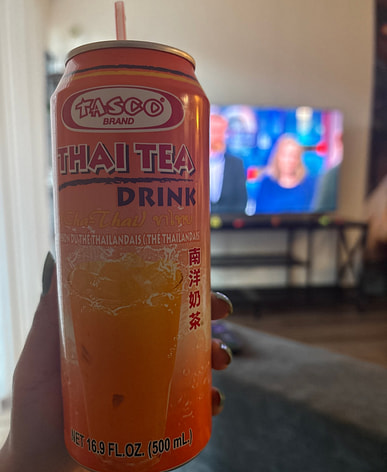 TASCO®
BRAND
THAI TEA
DRINK
南洋奶茶
NET 16.9 FL.OZ. (500 mL)